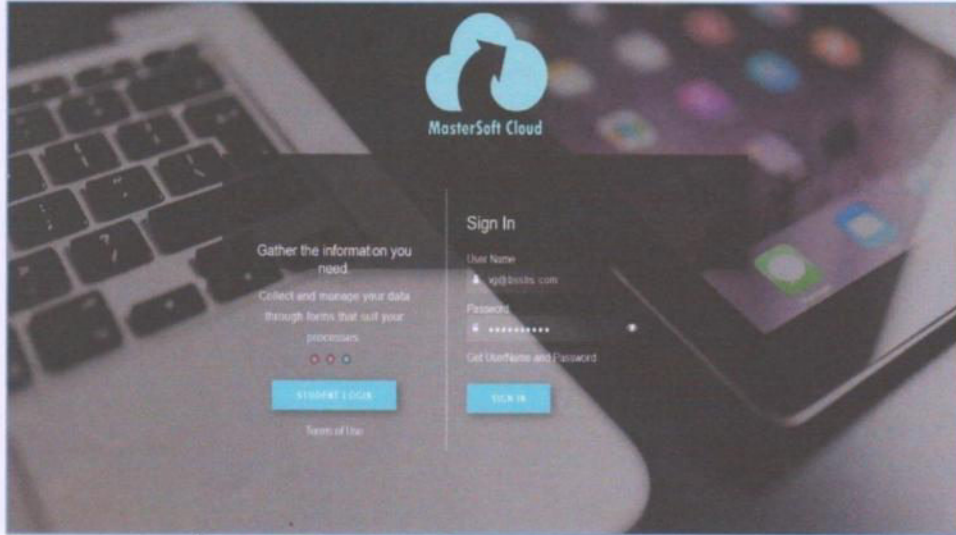 MasterSoft Cloud
Gather the information you
need.
Collect and manage your data
through forms that suit your
processes
STUDENT LOGIN
Terms of Use
Sign In
User Name
Password
Get UserName and Password
SIGN IN